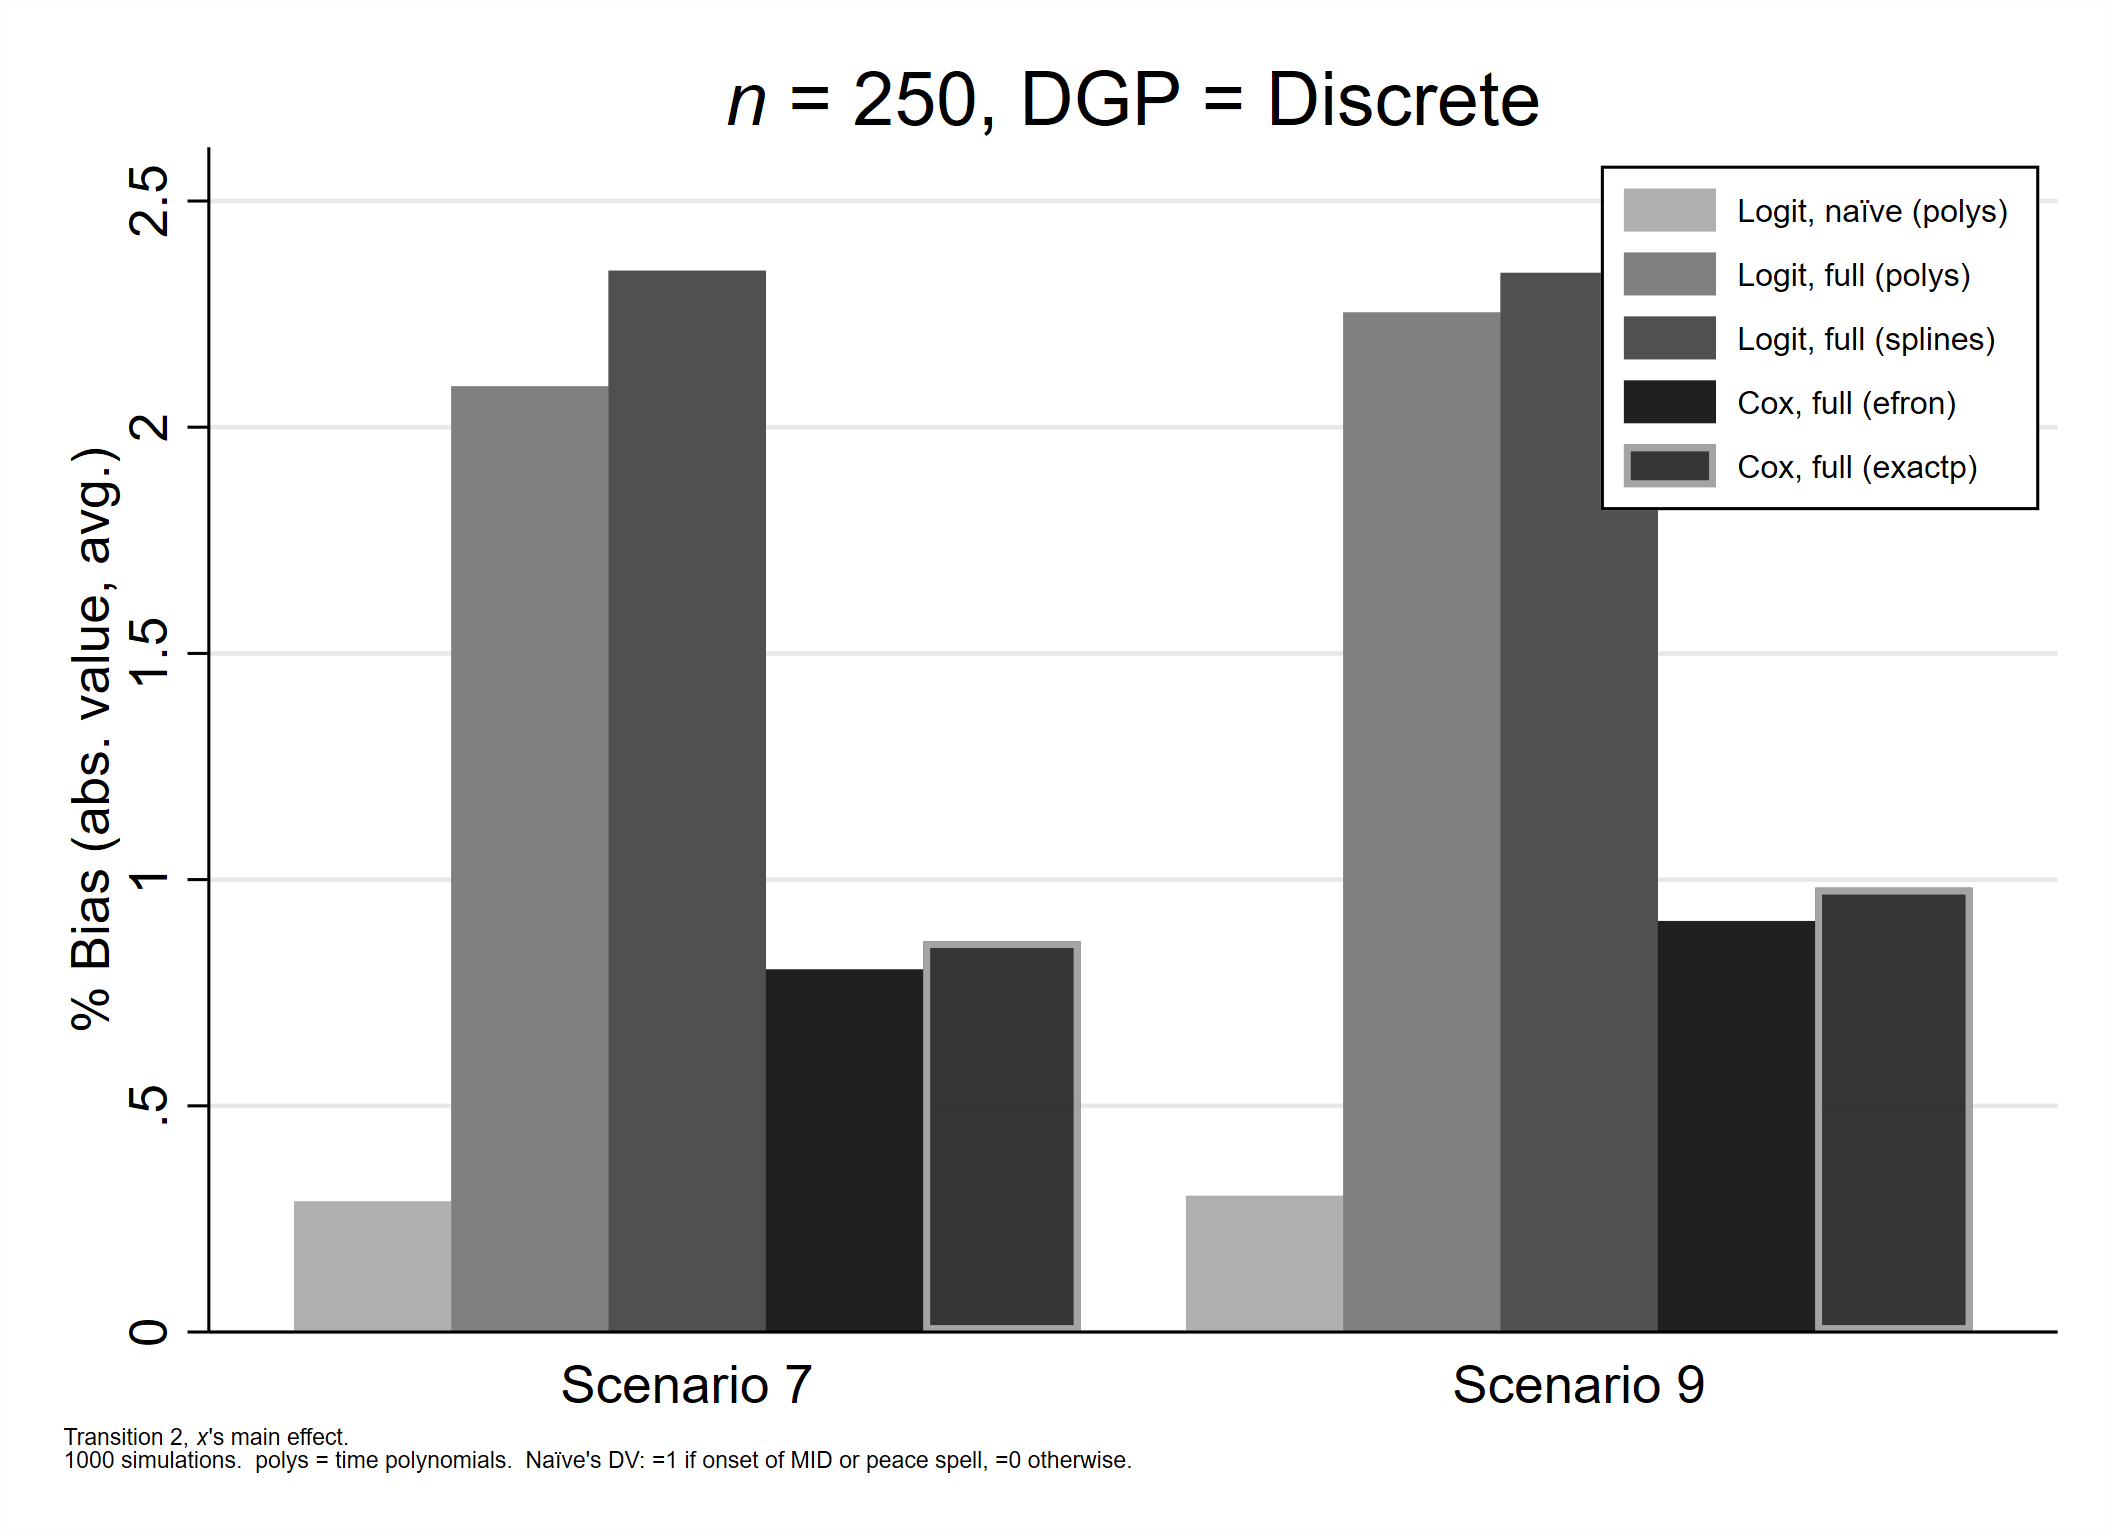 n = 250, DGP = Discrete
% Bias (abs. value, avg.)
2.5
2
1.5
1
.5
0
Logit, naïve (polys)
Logit, full (polys)
Logit, full (splines)
Cox, full (efron)
Cox, full (exactp)
Scenario 7
Scenario 9
Transition 2, x's main effect.
1000 simulations.  polys = time polynomials.  Naïve's DV: =1 if onset of MID or peace spell, =0 otherwise.